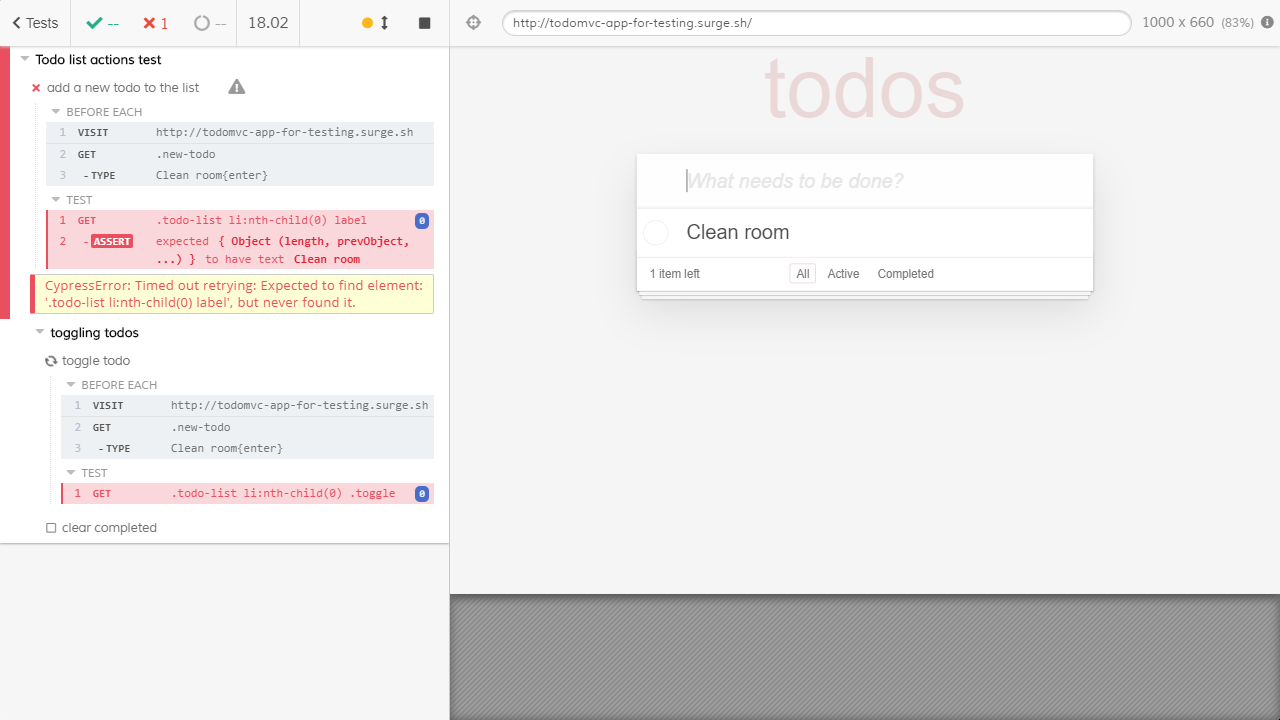 Tests
--
1
--
18.02
http://todomvc-app-for-testing.surge.sh/
1000 x 660 (83%)
Todo list actions test
add a new todo to the list
BEFORE EACH
1 VISIT http://todomvc-app-for-testing.surge.sh
2 GET .new-todo
3 - TYPE Clean room{enter}
TEST
1 GET .todo-list li:nth-child(0) label 0
2 - ASSERT expected { Object (length, prevObject,
...) } to have text Clean room
CypressError: Timed out retrying: Expected to find element:
'.todo-list li:nth-child(0) label', but never found it.
toggling todos
toggle todo
BEFORE EACH
1 VISIT http://todomvc-app-for-testing.surge.sh
2 GET .new-todo
3 - TYPE Clean room{enter}
TEST
1 GET .todo-list li:nth-child(0) .toggle 0
clear completed
todos
What needs to be done?
Clean room
1 item left All Active Completed